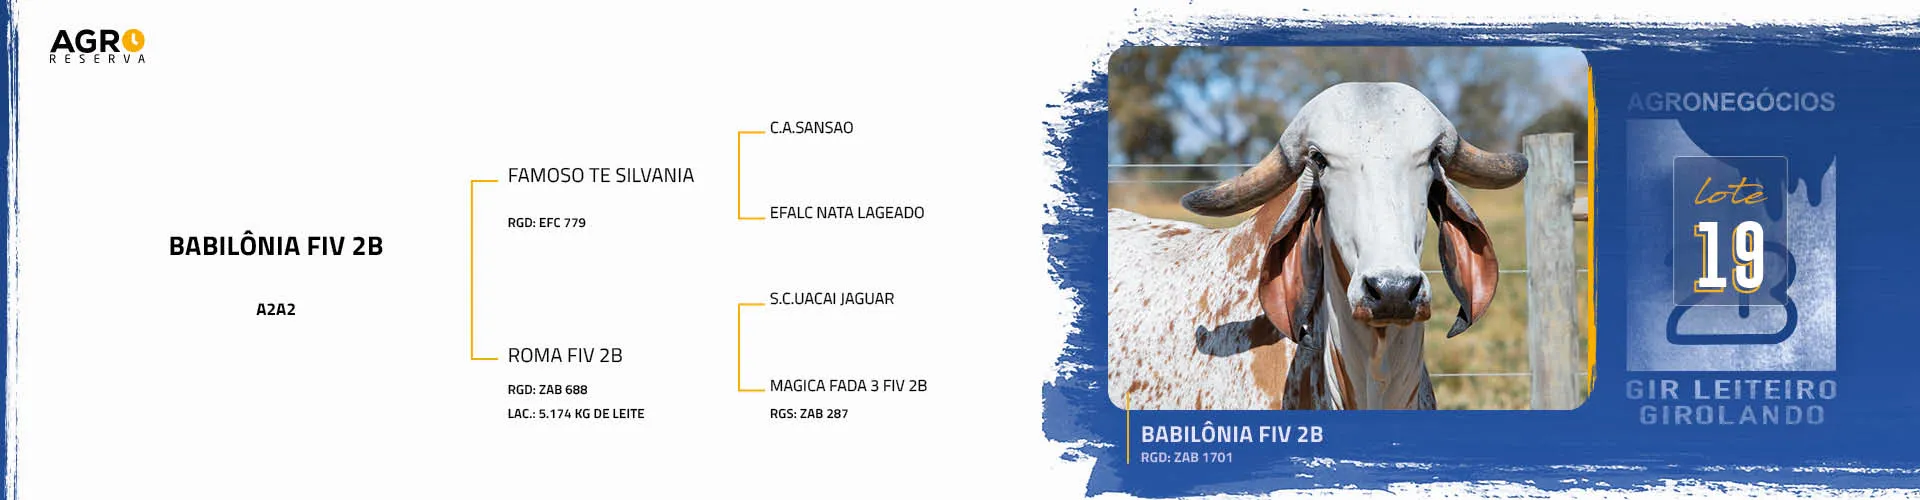 AGRO
RESERVA
BABILÔNIA FIV 2B
A2A2
FAMOSO TE SILVANIA
RGD: EFC 779
ROMA FIV 2B
RGD: ZAB 688
LAC.: 5.174 KG DE LEITE
C.A.SANSAO
EFALC NATA LAGEADO
S.C.UACAI JAGUAR
MAGICA FADA 3 FIV 2B
RGS: ZAB 287
BABILÔNIA FIV 2B
RGD: ZAB 1701
AGRONEGÓCIOS
lote
19
2B
GIR LEITEIRO
GIROLANDO